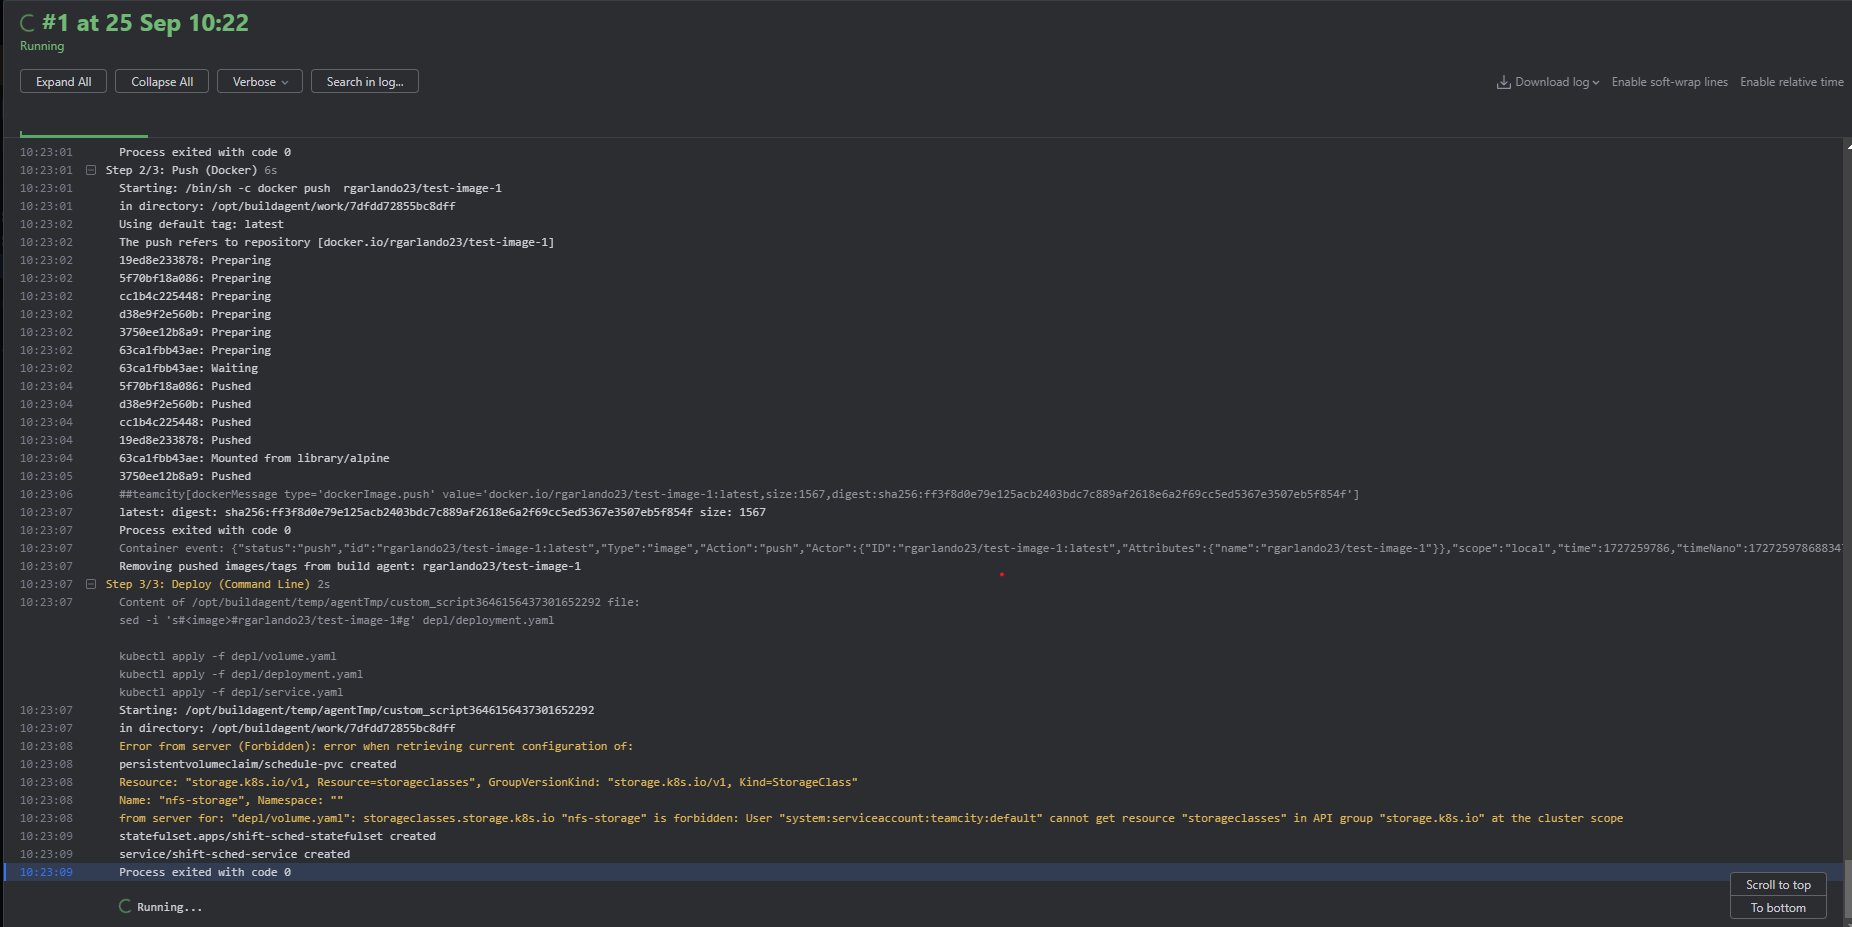 #1 at 25 Sep 10:22
Running
Expand All Collapse All Verbose Search in log... Download log Enable soft-wrap lines Enable relative time
10:23:01 Process exited with code 0
10:23:01 Step 2/3: Push (Docker) 6s
10:23:01 Starting: /bin/sh -c docker push  rgarlando23/test-image-1
10:23:01 in directory: /opt/buildagent/work/7dfdd72855bc8dff
10:23:02 Using default tag: latest
10:23:02 The push refers to repository [docker.io/rgarlando23/test-image-1]
10:23:02 19ed8e233878: Preparing
10:23:02 5f70bf18a086: Preparing
10:23:02 cc1b4c225448: Preparing
10:23:02 d38e9f2e560b: Preparing
10:23:02 3750ee12b8a9: Preparing
10:23:02 63ca1fbb43ae: Preparing
10:23:02 63ca1fbb43ae: Waiting
10:23:04 5f70bf18a086: Pushed
10:23:04 d38e9f2e560b: Pushed
10:23:04 cc1b4c225448: Pushed
10:23:04 19ed8e233878: Pushed
10:23:04 63ca1fbb43ae: Mounted from library/alpine
10:23:05 3750ee12b8a9: Pushed
10:23:06 ##teamcity[dockerMessage type='dockerImage.push' value='docker.io/rgarlando23/test-image-1:latest,size:1567,digest:sha256:ff3f8d0e79e125acb2403bdc7c889af2618e6a2f69cc5ed5367e3507eb5f854f']
10:23:07 latest: digest: sha256:ff3f8d0e79e125acb2403bdc7c889af2618e6a2f69cc5ed5367e3507eb5f854f size: 1567
10:23:07 Process exited with code 0
10:23:07 Container event: {"status":"push","id":"rgarlando23/test-image-1:latest","Type":"image","Action":"push","Actor":{"ID":"rgarlando23/test-image-1:latest","Attributes":{"name":"rgarlando23/test-image-1"}},"scope":"local","time":1727259786,"timeNano":172725978688347
10:23:07 Removing pushed images/tags from build agent: rgarlando23/test-image-1
10:23:07 Step 3/3: Deploy (Command Line) 2s
10:23:07 Content of /opt/buildagent/temp/agentTmp/custom_script3646156437301652292 file:
sed -i 's#<image>#rgarlando23/test-image-1#g' depl/deployment.yaml
kubectl apply -f depl/volume.yaml
kubectl apply -f depl/deployment.yaml
kubectl apply -f depl/service.yaml
10:23:07 Starting: /opt/buildagent/temp/agentTmp/custom_script3646156437301652292
10:23:07 in directory: /opt/buildagent/work/7dfdd72855bc8dff
10:23:08 Error from server (Forbidden): error when retrieving current configuration of:
10:23:08 persistentvolumeclaim/schedule-pvc created
10:23:08 Resource: "storage.k8s.io/v1, Resource=storageclasses", GroupVersionKind: "storage.k8s.io/v1, Kind=StorageClass"
10:23:08 Name: "nfs-storage", Namespace: ""
10:23:08 from server for: "depl/volume.yaml": storageclasses.storage.k8s.io "nfs-storage" is forbidden: User "system:serviceaccount:teamcity:default" cannot get resource "storageclasses" in API group "storage.k8s.io" at the cluster scope
10:23:09 statefulset.apps/shift-sched-statefulset created
10:23:09 service/shift-sched-service created
10:23:09 Process exited with code 0
Running...
Scroll to top
To bottom